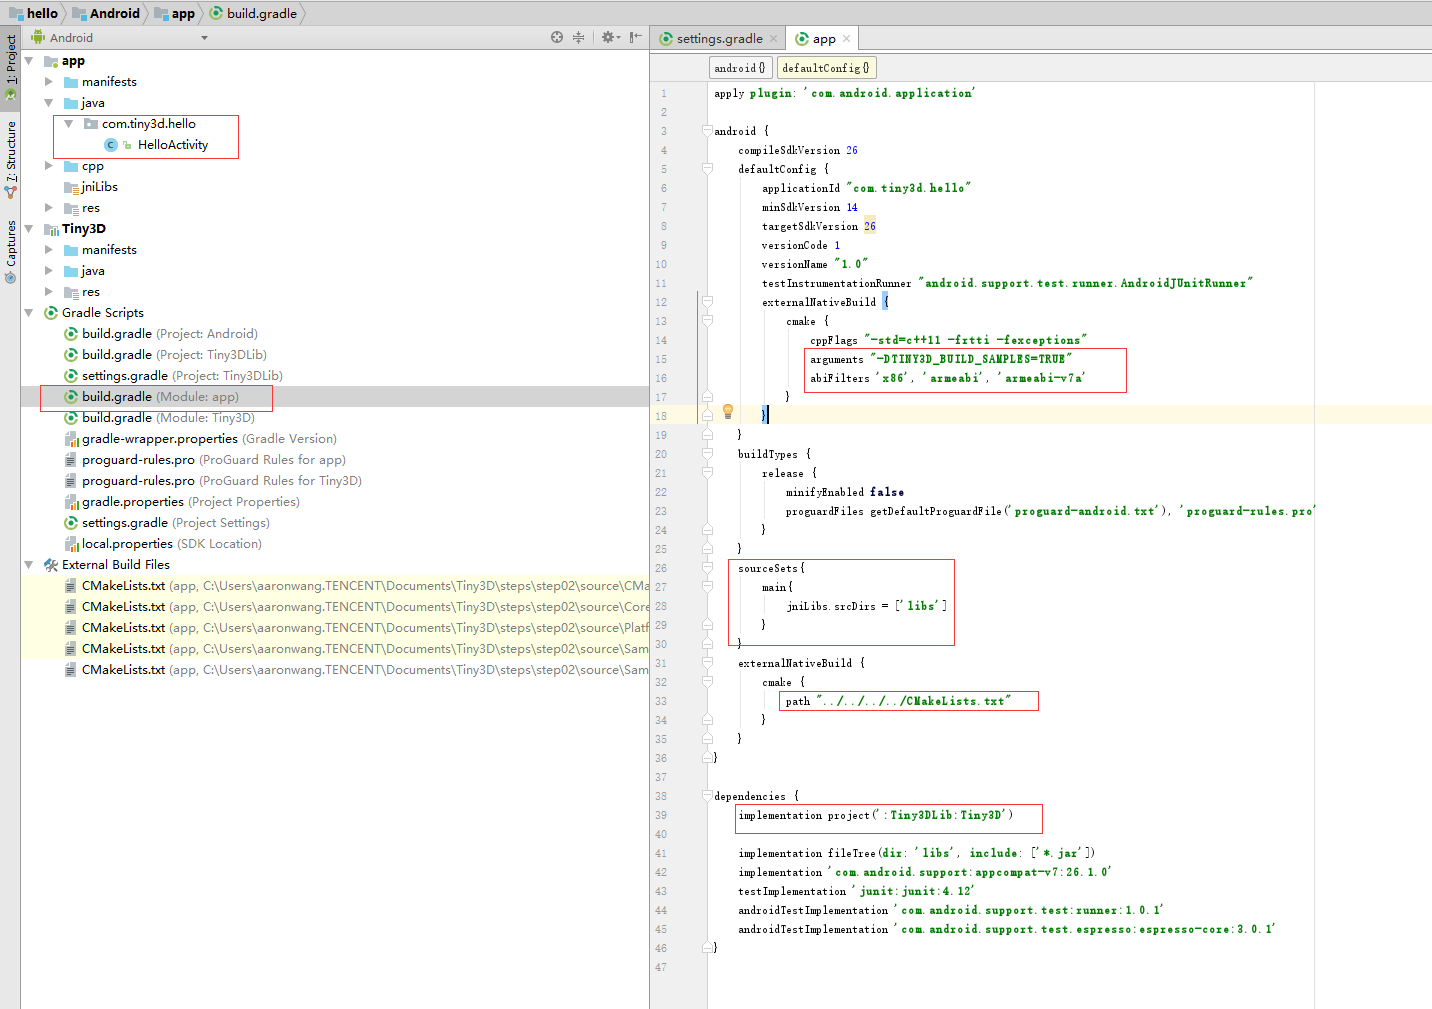 hello Android app build.gradle
Android
1: Project
7: Structure
Captures
app
manifests
java
com.tiny3d.hello
HelloActivity
cpp
jniLibs
res
Tiny3D
manifests
java
res
Gradle Scripts
build.gradle (Project: Android)
build.gradle (Project: Tiny3DLib)
settings.gradle (Project: Tiny3DLib)
build.gradle (Module: app)
build.gradle (Module: Tiny3D)
gradle-wrapper.properties (Gradle Version)
proguard-rules.pro (ProGuard Rules for app)
proguard-rules.pro (ProGuard Rules for Tiny3D)
gradle.properties (Project Properties)
settings.gradle (Project Settings)
local.properties (SDK Location)
External Build Files
CMakeLists.txt (app, C:\Users\aaronwang.TENCENT\Documents\Tiny3D\steps\step02\source\CMa
CMakeLists.txt (app, C:\Users\aaronwang.TENCENT\Documents\Tiny3D\steps\step02\source\Core
CMakeLists.txt (app, C:\Users\aaronwang.TENCENT\Documents\Tiny3D\steps\step02\source\Platf
CMakeLists.txt (app, C:\Users\aaronwang.TENCENT\Documents\Tiny3D\steps\step02\source\Sam
CMakeLists.txt (app, C:\Users\aaronwang.TENCENT\Documents\Tiny3D\steps\step02\source\Sam
settings.gradle app
android{} defaultConfig{}
1 apply plugin: 'com.android.application'
2
3 android {
4 compileSdkVersion 26
5 defaultConfig {
6 applicationId "com.tiny3d.hello"
7 minSdkVersion 14
8 targetSdkVersion 26
9 versionCode 1
10 versionName "1.0"
11 testInstrumentationRunner "android.support.test.runner.AndroidJUnitRunner"
12 externalNativeBuild {
13 cmake {
14 cppFlags "-std=c++11 -frtti -fexceptions"
15 arguments "-DTINY3D_BUILD_SAMPLES=TRUE"
16 abiFilters 'x86', 'armeabi', 'armeabi-v7a'
17 }
18 }
19 }
20 buildTypes {
21 release {
22 minifyEnabled false
23 proguardFiles getDefaultProguardFile('proguard-android.txt'), 'proguard-rules.pro'
24 }
25 }
26 sourceSets{
27 main{
28 jniLibs.srcDirs = ['libs']
29 }
30 }
31 externalNativeBuild {
32 cmake {
33 path "../../../../CMakeLists.txt"
34 }
35 }
36 }
37
38 dependencies {
39 implementation project(':Tiny3DLib:Tiny3D')
40
41 implementation fileTree(dir: 'libs', include: ['*.jar'])
42 implementation 'com.android.support:appcompat-v7:26.1.0'
43 testImplementation 'junit:junit:4.12'
44 androidTestImplementation 'com.android.support.test:runner:1.0.1'
45 androidTestImplementation 'com.android.support.test.espresso:espresso-core:3.0.1'
46 }
47